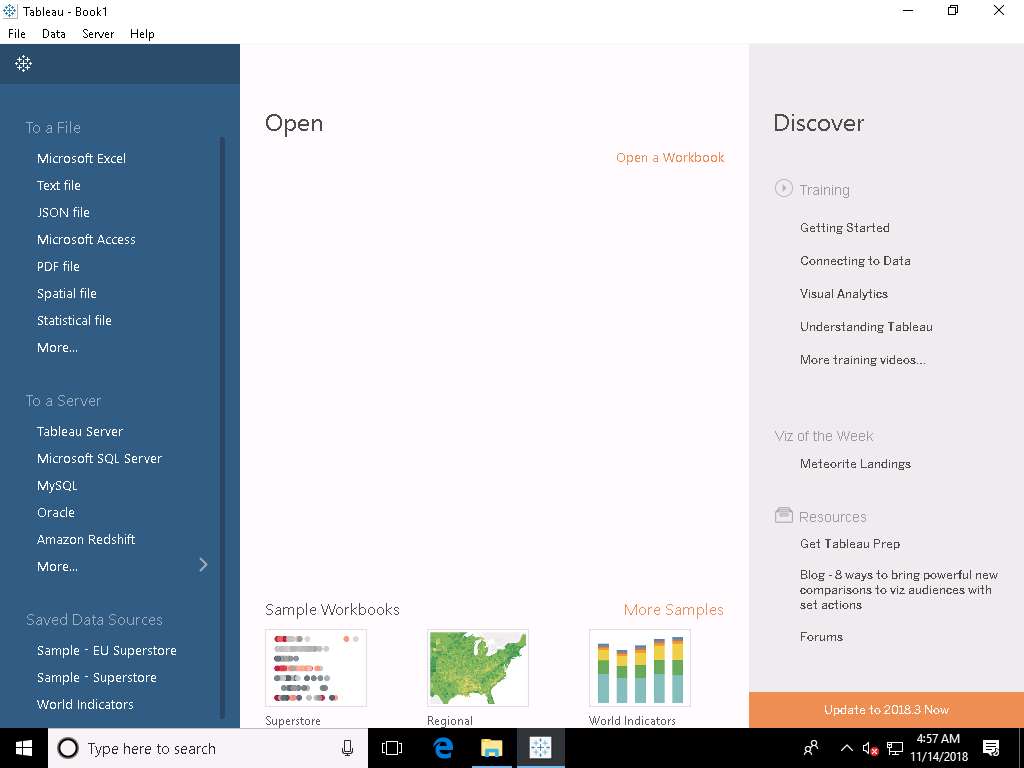 Tableau - Book1
File Data Server Help
To a File
Microsoft Excel
Text file
JSON file
Microsoft Access
PDF file
Spatial file
Statistical file
More...
To a Server
Tableau Server
Microsoft SQL Server
MySQL
Oracle
Amazon Redshift
More...
Saved Data Sources
Sample - EU Superstore
Sample - Superstore
World Indicators
Open
Open a Workbook
Sample Workbooks
More Samples
Superstore
Regional
World Indicators
Discover
Training
Getting Started
Connecting to Data
Visual Analytics
Understanding Tableau
More training videos...
Viz of the Week
Meteorite Landings
Resources
Get Tableau Prep
Blog - 8 ways to bring powerful new
comparisons to viz audiences with
set actions
Forums
Update to 2018.3 Now
Type here to search
4:57 AM
11/14/2018